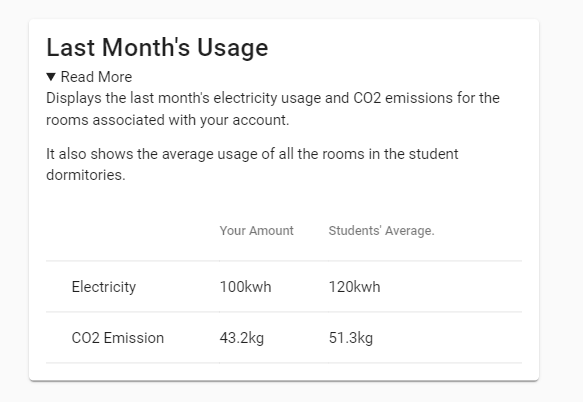 Last Month's Usage
▼ Read More
Displays the last month's electricity usage and CO2 emissions for the
rooms associated with your account.
It also shows the average usage of all the rooms in the student
dormitories.
Your Amount Students' Average.
Electricity 100kwh 120kwh
CO2 Emission 43.2kg 51.3kg